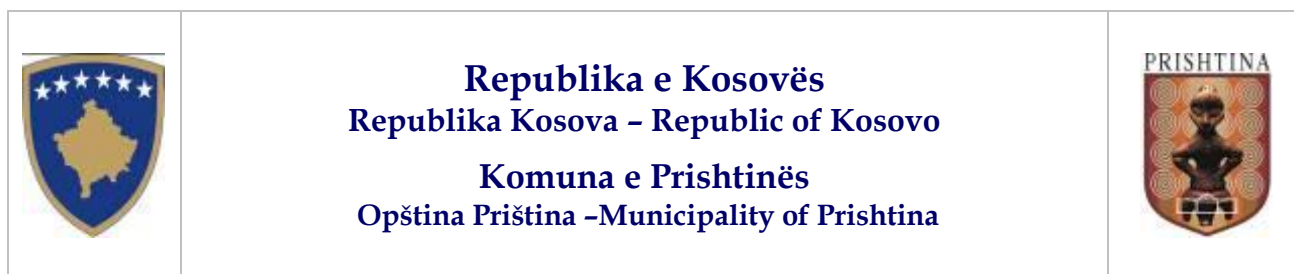 Republika e Kosovës
Republika Kosova – Republic of Kosovo
Komuna e Prishtinës
Opština Priština –Municipality of Prishtina
PRISHTINA